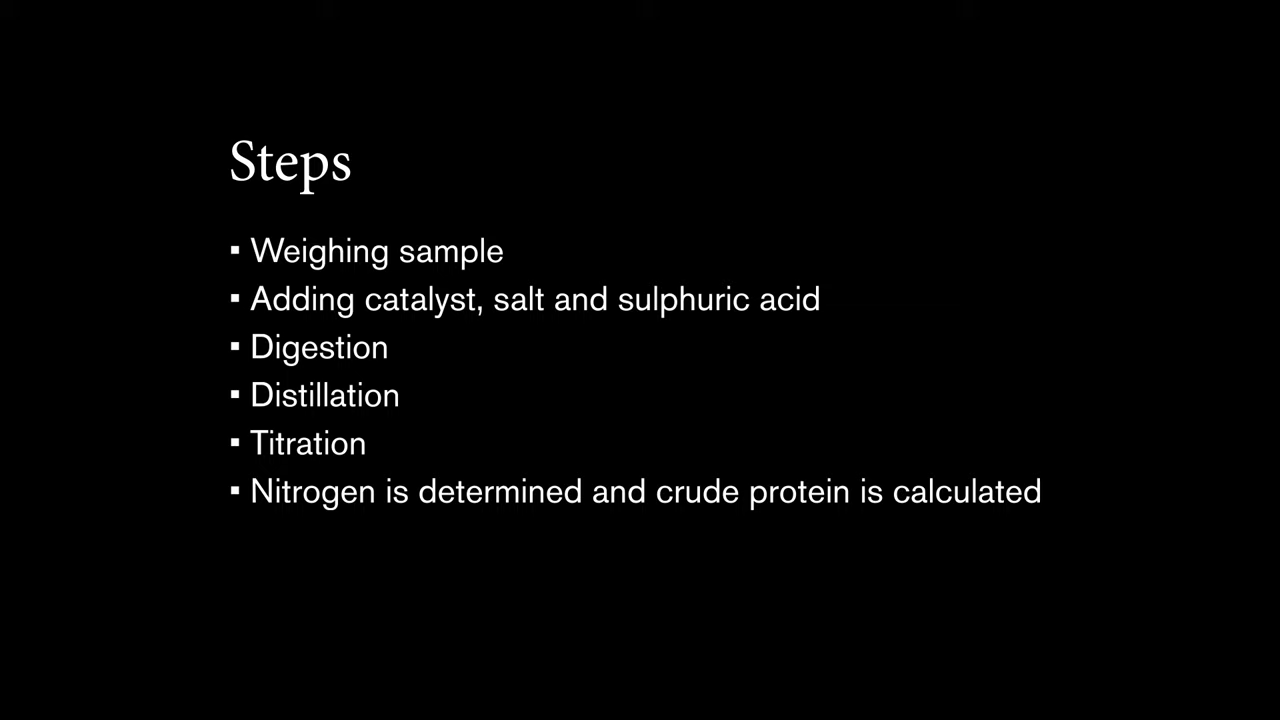 Steps
▪ Weighing sample
▪ Adding catalyst, salt and sulphuric acid
▪ Digestion
▪ Distillation
▪ Titration
▪ Nitrogen is determined and crude protein is calculated